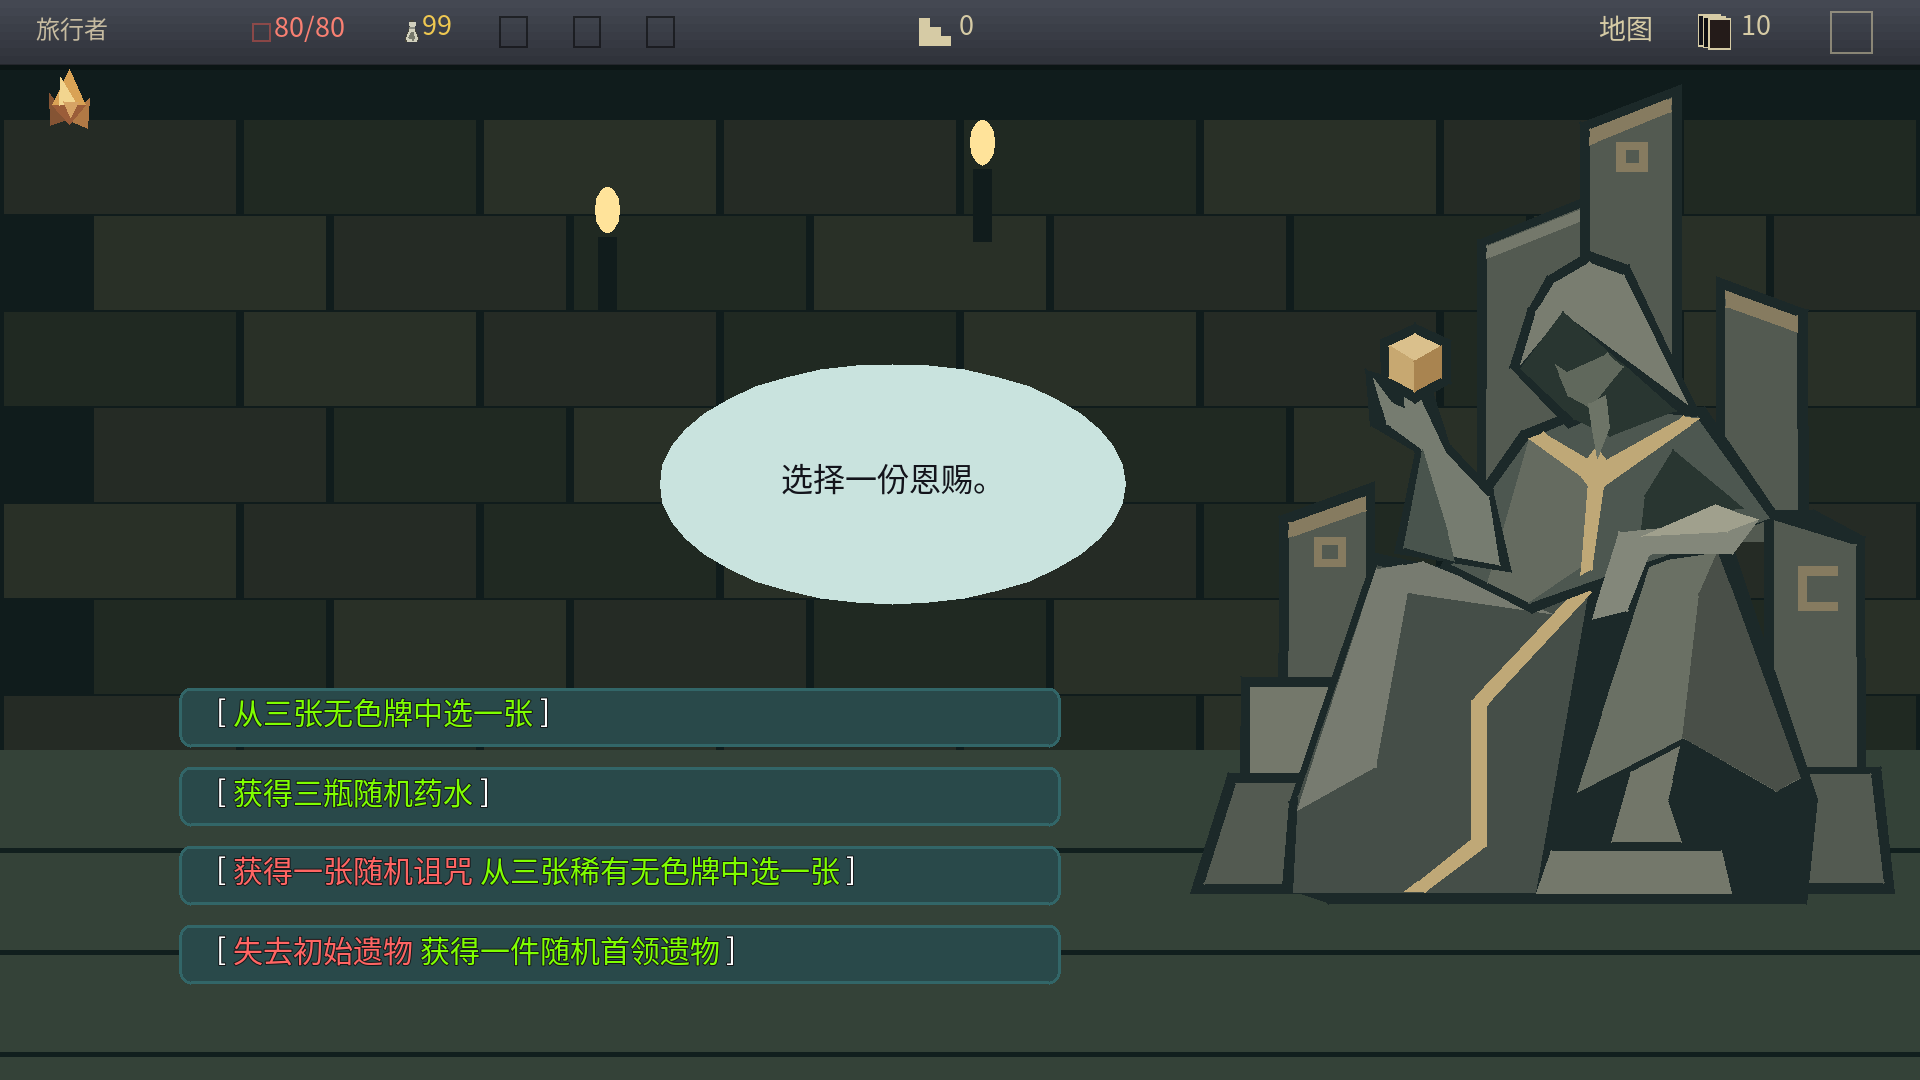 旅行者 80/80 99 0 地图 10
选择一份恩赐。
[ 从三张无色牌中选一张 ]
[ 获得三瓶随机药水 ]
[ 获得一张随机诅咒 从三张稀有无色牌中选一张 ]
[ 失去初始遗物 获得一件随机首领遗物 ]